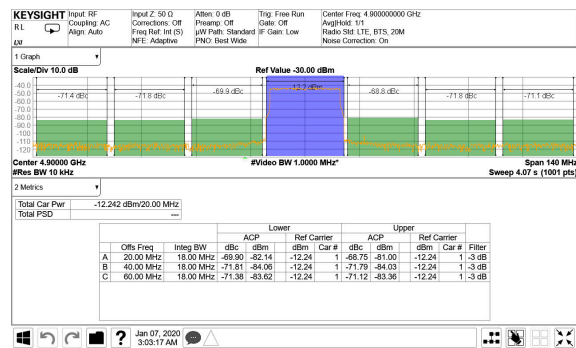 KEYSIGHT Input: RF Input Z: 50 Ω Atten: 0 dB Trig: Free Run Center Freq: 4.900000000 GHz
RL Coupling: AC Corrections: Off Preamp: Off Gate: Off Avg|Hold: 1/1
Align: Auto Freq Ref: Int (S) µW Path: Standard IF Gain: Low Radio Std: LTE, BTS, 20M
LXI NFE: Adaptive PNO: Best Wide Noise Correction: On
1 Graph
Scale/Div 10.0 dB Ref Value -30.00 dBm
-40.0
-50.0
-60.0
-70.0
-80.0
-90.0
-100
-110
-120
-71.4 dBc -71.8 dBc -69.9 dBc -12.2 dBm -68.8 dBc -71.8 dBc -71.1 dBc
Center 4.90000 GHz #Video BW 1.0000 MHz* Span 140 MHz
#Res BW 10 kHz Sweep 4.07 s (1001 pts)
2 Metrics
Total Car Pwr -12.242 dBm/20.00 MHz
Total PSD ---
Lower Upper
ACP Ref Carrier ACP Ref Carrier
Offs Freq Integ BW dBc dBm dBm Car # dBc dBm dBm Car # Filter
A 20.00 MHz 18.00 MHz -69.90 -82.14 -12.24 1 -68.75 -81.00 -12.24 1 -3 dB
B 40.00 MHz 18.00 MHz -71.81 -84.06 -12.24 1 -71.79 -84.03 -12.24 1 -3 dB
C 60.00 MHz 18.00 MHz -71.38 -83.62 -12.24 1 -71.12 -83.36 -12.24 1 -3 dB
? Jan 07, 2020
3:03:17 AM